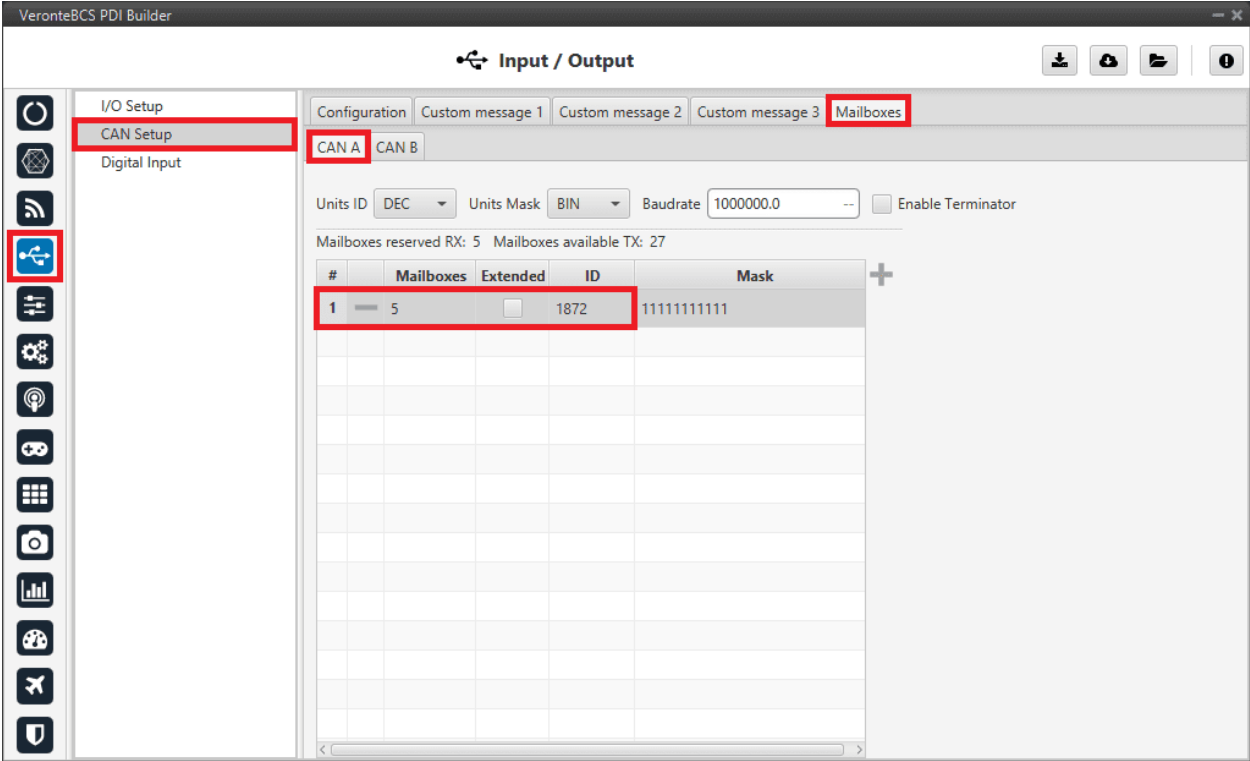 VeronteBCS PDI Builder
Input / Output
I/O Setup
CAN Setup
Digital Input
Configuration Custom message 1 Custom message 2 Custom message 3 Mailboxes
CAN A CAN B
Units ID DEC Units Mask BIN Baudrate 1000000.0 -- Enable Terminator
Mailboxes reserved RX: 5 Mailboxes available TX: 27
# Mailboxes Extended ID Mask
1 5 1872 11111111111